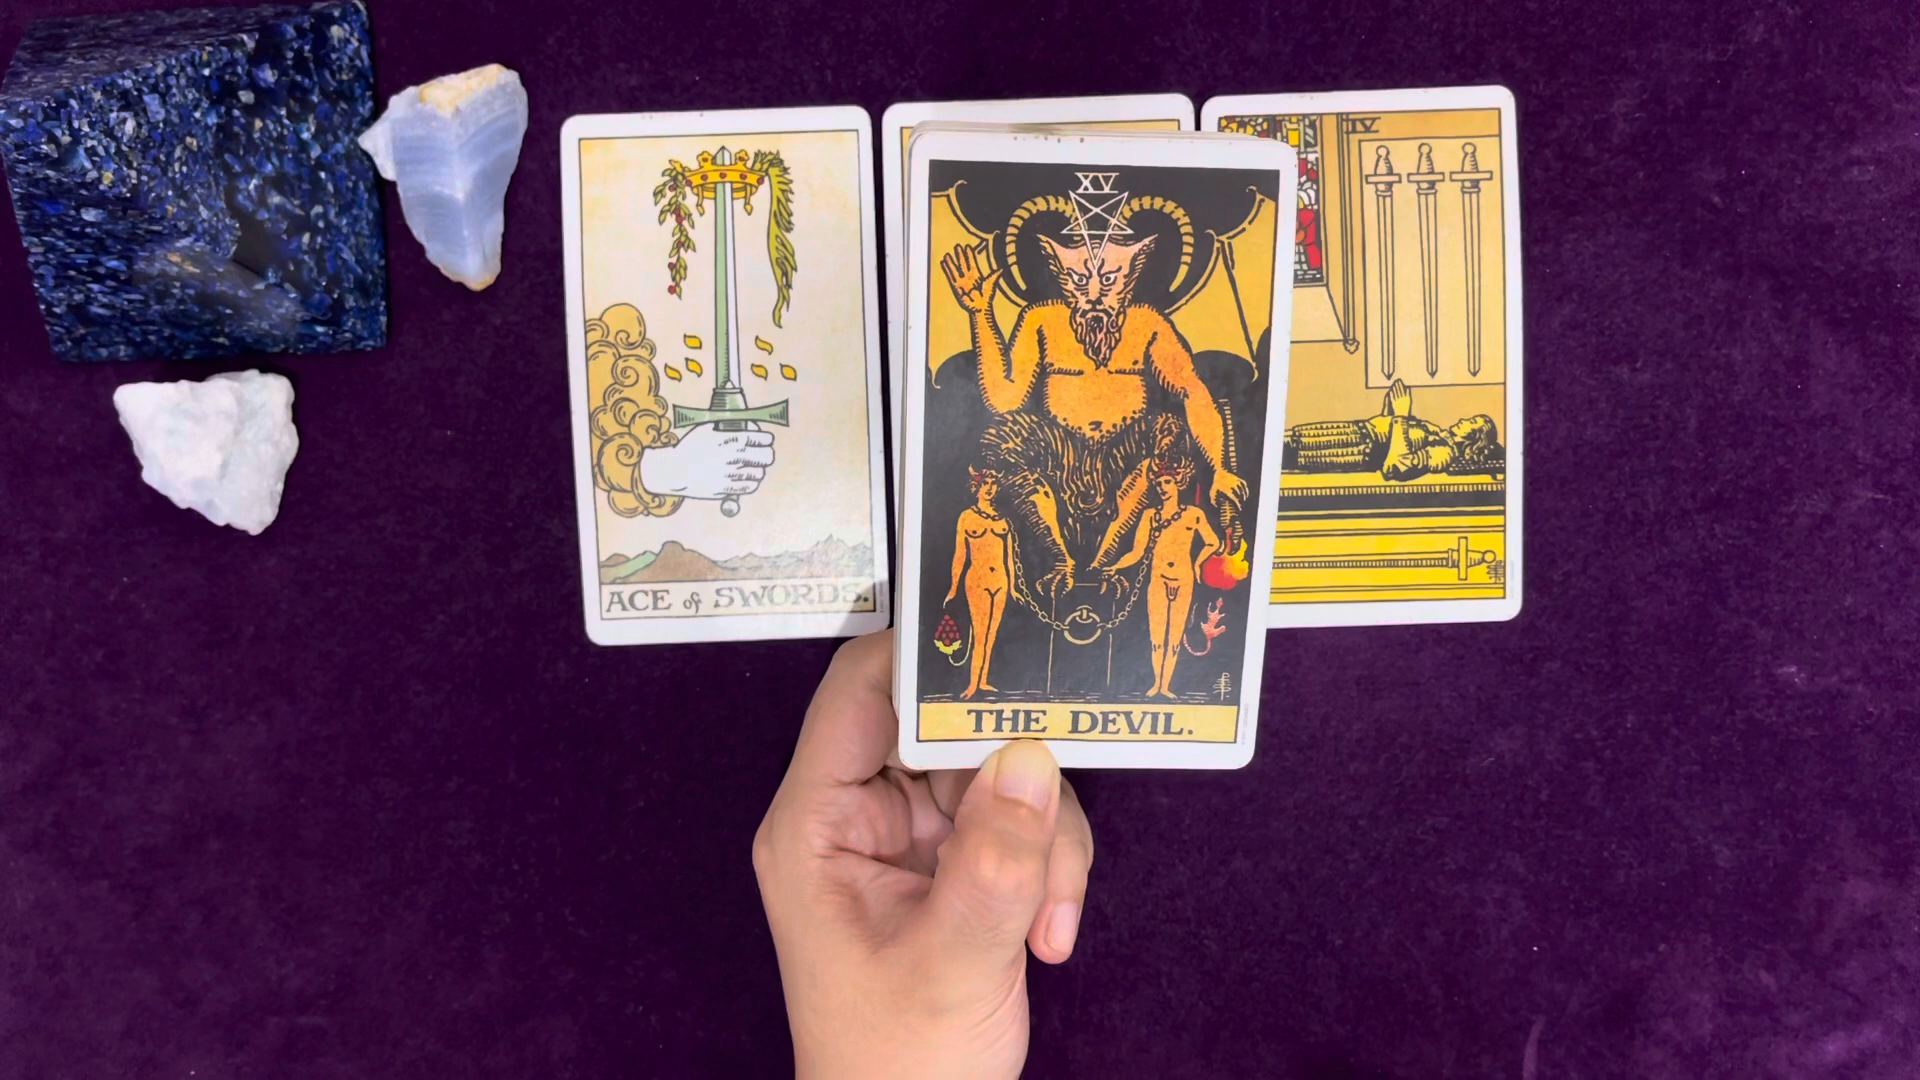 IV
XV
ACE of SWORDS.
THE DEVIL.